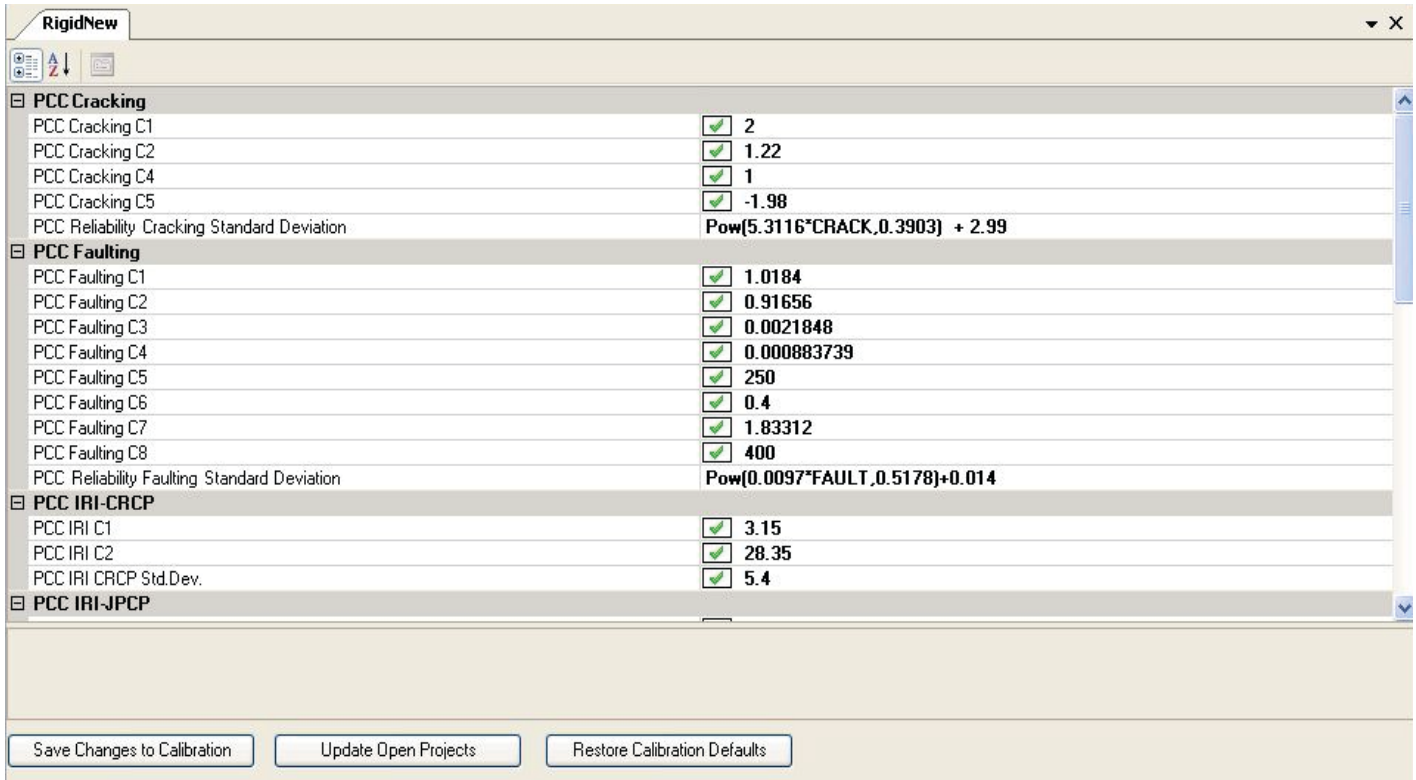 RigidNew
PCC Cracking
PCC Cracking C1 2
PCC Cracking C2 1.22
PCC Cracking C4 1
PCC Cracking C5 -1.98
PCC Reliability Cracking Standard Deviation Pow(5.3116*CRACK,0.3903) + 2.99
PCC Faulting
PCC Faulting C1 1.0184
PCC Faulting C2 0.91656
PCC Faulting C3 0.0021848
PCC Faulting C4 0.000883739
PCC Faulting C5 250
PCC Faulting C6 0.4
PCC Faulting C7 1.83312
PCC Faulting C8 400
PCC Reliability Faulting Standard Deviation Pow(0.0097*FAULT,0.5178)+0.014
PCC IRI-CRCP
PCC IRI C1 3.15
PCC IRI C2 28.35
PCC IRI CRCP Std.Dev. 5.4
PCC IRI-JPCP
Save Changes to Calibration Update Open Projects Restore Calibration Defaults